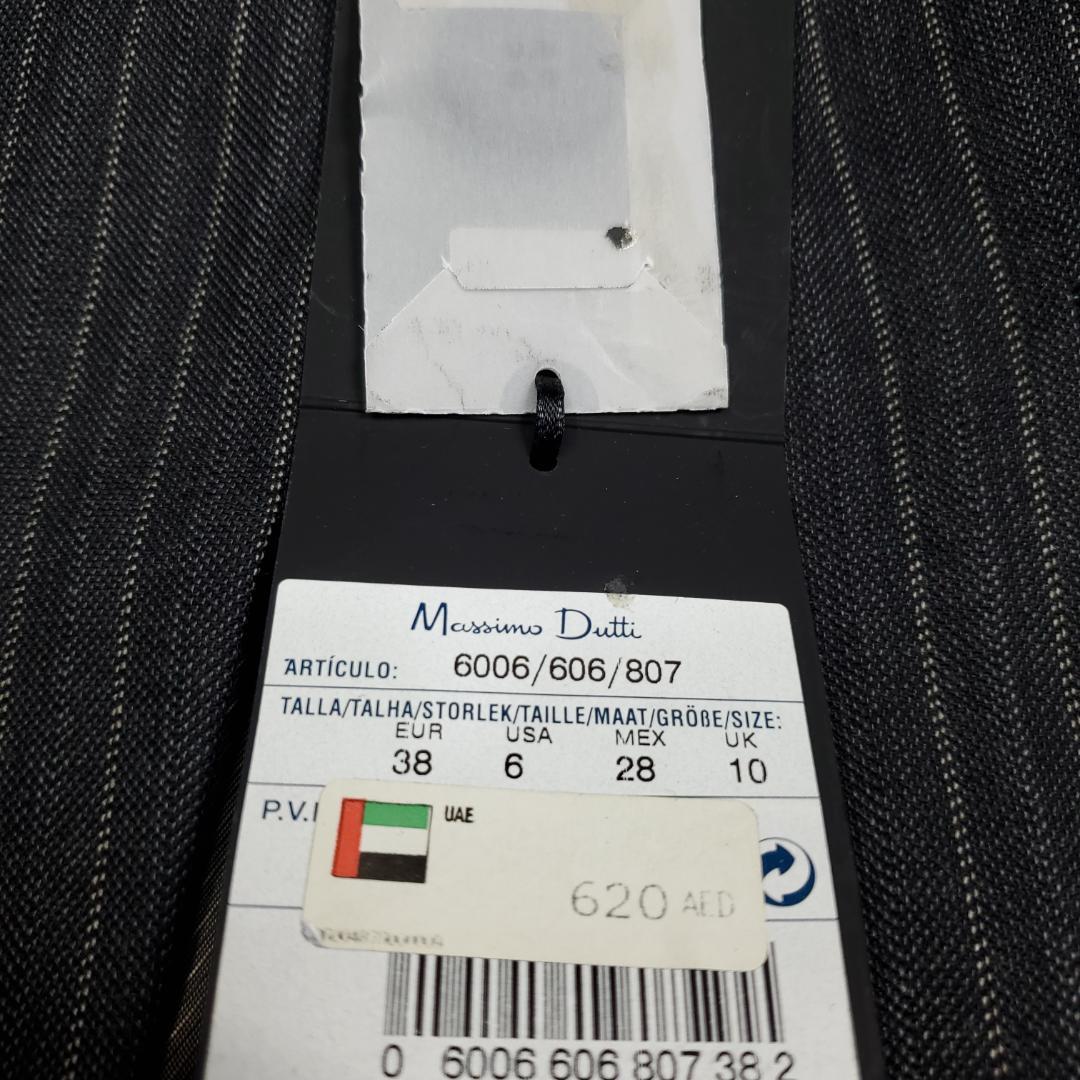 Massimo Dutti
ARTÍCULO: 6006/606/807
TALLA/TALHA/STORLEK/TAILLE/MAAT/GRÖßE/SIZE:
EUR USA MEX UK
38 6 28 10
P.V.
UAE
620 AED
0 6006 606 807 38 2